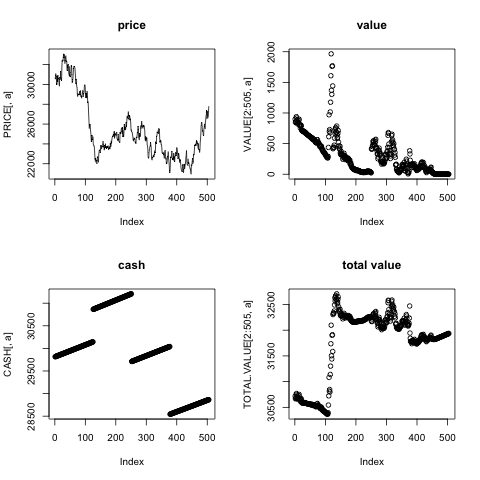 price
PRICE[, a]
22000 26000 30000
0 100 200 300 400 500
Index
value
VALUE[2:505, a]
0 500 1000 1500 2000
0 100 200 300 400 500
Index
cash
CASH[, a]
28500 29500 30500
0 100 200 300 400 500
Index
total value
TOTAL.VALUE[2:505, a]
30500 31500 32500
0 100 200 300 400 500
Index